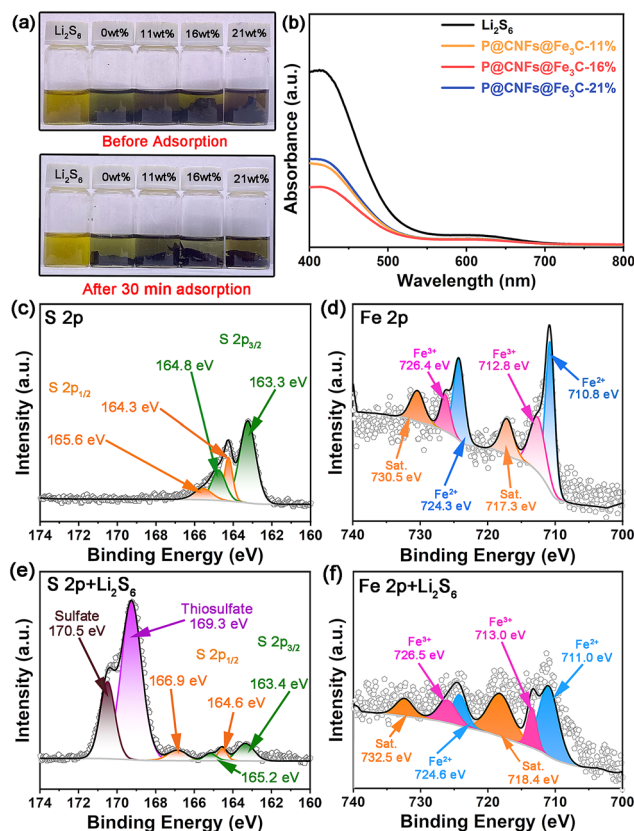 (a)
Li₂S₆ 0wt% 11wt% 16wt% 21wt%
Before Adsorption
Li₂S₆ 0wt% 11wt% 16wt% 21wt%
After 30 min adsorption
(b)
Absorbance (a.u.)
Li₂S₆
P@CNFs@Fe₃C-11%
P@CNFs@Fe₃C-16%
P@CNFs@Fe₃C-21%
400 500 600 700 800
Wavelength (nm)
(c)
S 2p
Intensity (a.u.)
S 2p₃/₂
164.8 eV
163.3 eV
S 2p₁/₂
164.3 eV
165.6 eV
174 172 170 168 166 164 162 160
Binding Energy (eV)
(d)
Fe 2p
Intensity (a.u.)
Fe³⁺
726.4 eV
Fe³⁺
712.8 eV
Fe²⁺
710.8 eV
Sat.
730.5 eV
Fe²⁺
724.3 eV
Sat.
717.3 eV
740 730 720 710 700
Binding Energy (eV)
(e)
S 2p+Li₂S₆
Intensity (a.u.)
Sulfate
170.5 eV
Thiosulfate
169.3 eV
S 2p₁/₂
166.9 eV
164.6 eV
S 2p₃/₂
163.4 eV
165.2 eV
174 172 170 168 166 164 162 160
Binding Energy (eV)
(f)
Fe 2p+Li₂S₆
Intensity (a.u.)
Fe³⁺
726.5 eV
Fe³⁺
713.0 eV
Fe²⁺
711.0 eV
Sat.
732.5 eV
Fe²⁺
724.6 eV
Sat.
718.4 eV
740 730 720 710 700
Binding Energy (eV)